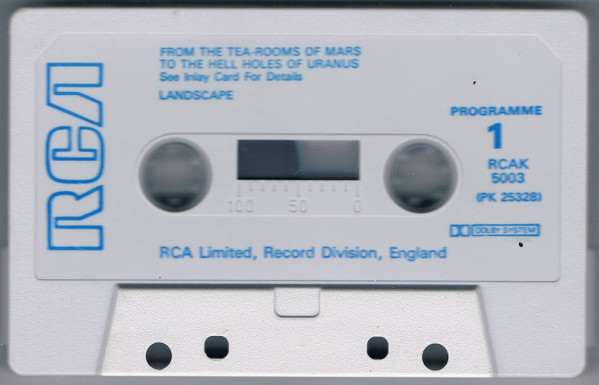 RCA
FROM THE TEA-ROOMS OF MARS
TO THE HELL HOLES OF URANUS
See Inlay Card For Details
LANDSCAPE
PROGRAMME
1
RCAK
5003
(PK 25328)
DOLBY SYSTEM
100 50 0
RCA Limited, Record Division, England